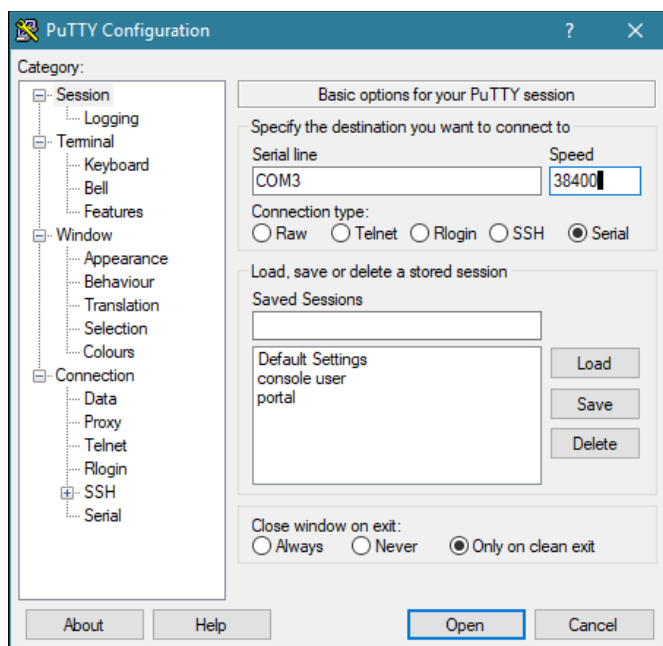 PuTTY Configuration ? ×
Category:
Session
Logging
Terminal
Keyboard
Bell
Features
Window
Appearance
Behaviour
Translation
Selection
Colours
Connection
Data
Proxy
Telnet
Rlogin
SSH
Serial
Basic options for your PuTTY session
Specify the destination you want to connect to
Serial line Speed
COM3 38400
Connection type:
Raw Telnet Rlogin SSH Serial
Load, save or delete a stored session
Saved Sessions
Default Settings
console user
portal
Load
Save
Delete
Close window on exit:
Always Never Only on clean exit
About Help Open Cancel